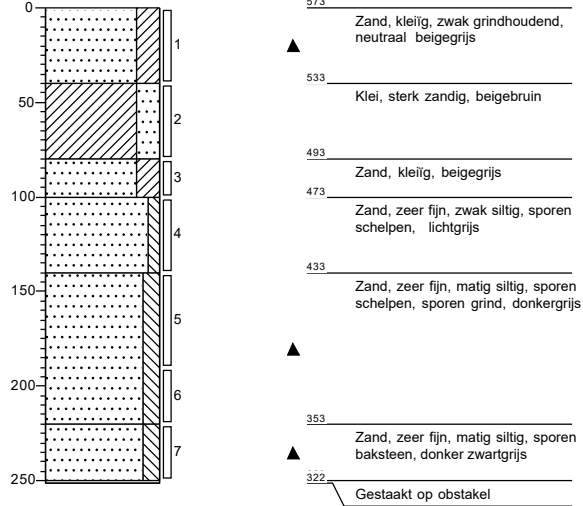 0
50
100
150
200
250
1
2
3
4
5
6
7
573
Zand, kleiïg, zwak grindhoudend,
neutraal beigegrijs
533
Klei, sterk zandig, beigebruin
493
Zand, kleiïg, beigegrijs
473
Zand, zeer fijn, zwak siltig, sporen
schelpen, lichtgrijs
433
Zand, zeer fijn, matig siltig, sporen
schelpen, sporen grind, donkergrijs
353
Zand, zeer fijn, matig siltig, sporen
baksteen, donker zwartgrijs
322
Gestaakt op obstakel